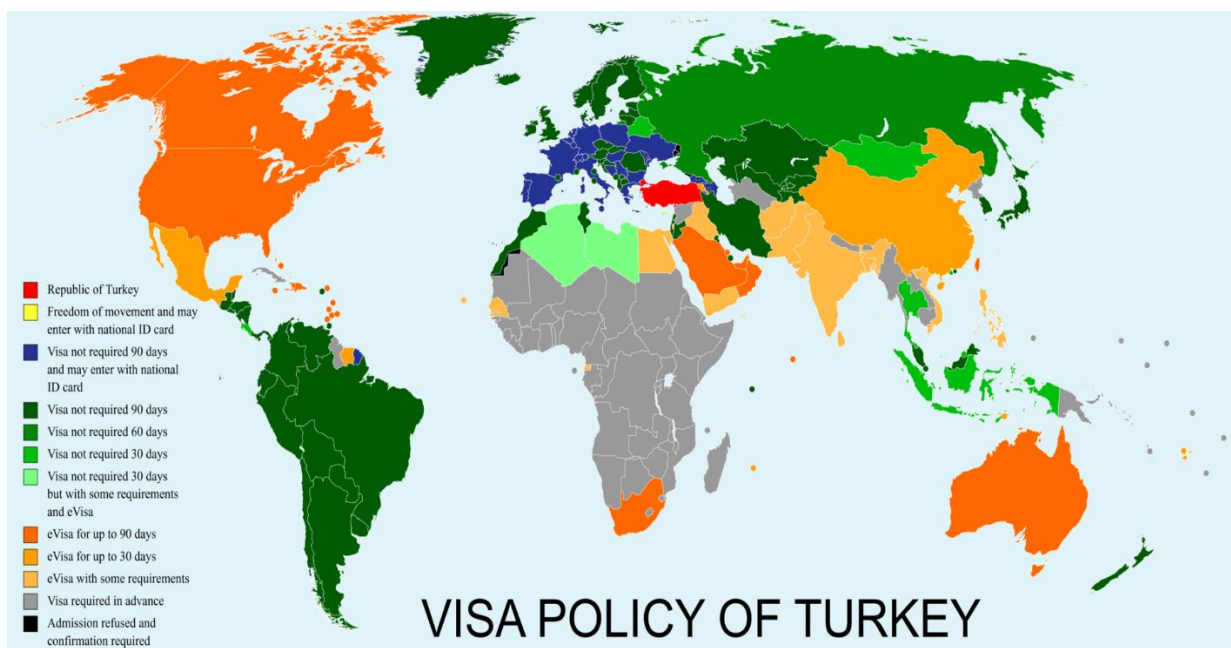 Republic of Turkey
Freedom of movement and may
enter with national ID card
Visa not required 90 days
and may enter with national
ID card
Visa not required 90 days
Visa not required 60 days
Visa not required 30 days
Visa not required 30 days
but with some requirements
and eVisa
eVisa for up to 90 days
eVisa for up to 30 days
eVisa with some requirements
Visa required in advance
Admission refused and
confirmation required
VISA POLICY OF TURKEY